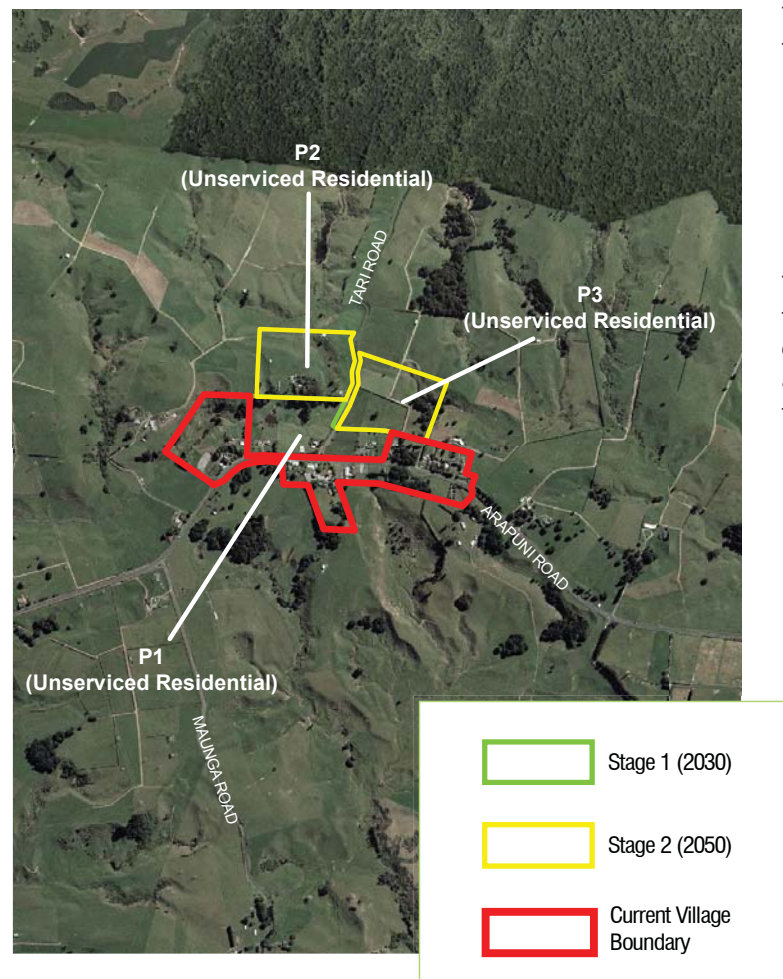 P2
(Unserviced Residential)
TARI ROAD
P3
(Unserviced Residential)
ARAPUNI ROAD
P1
(Unserviced Residential)
MAUNGA ROAD
Stage 1 (2030)
Stage 2 (2050)
Current Village
Boundary